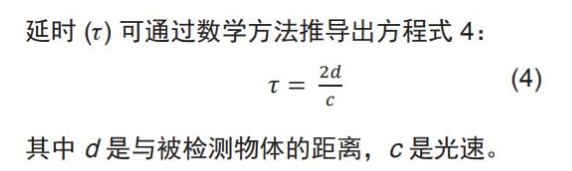 延时 (τ) 可通过数学方法推导出方程式 4：
τ = 2d/c (4)
其中 d 是与被检测物体的距离，c 是光速。